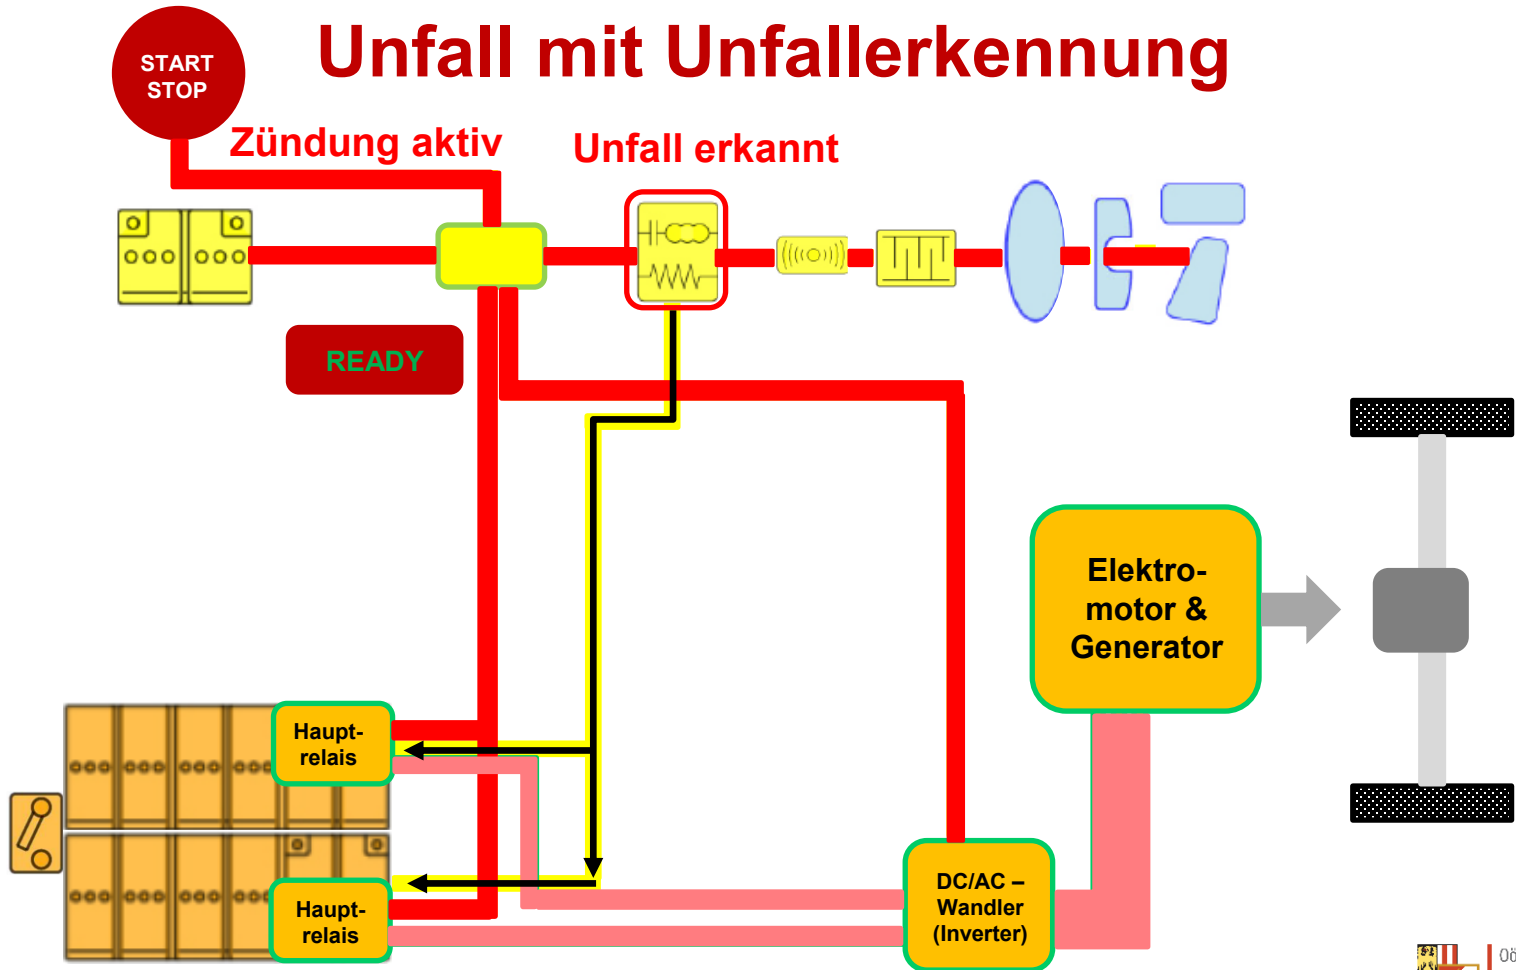 START
STOP
Unfall mit Unfallerkennung
Zündung aktiv
Unfall erkannt
READY
Elektro-
motor &
Generator
Haupt-
relais
Haupt-
relais
DC/AC –
Wandler
(Inverter)